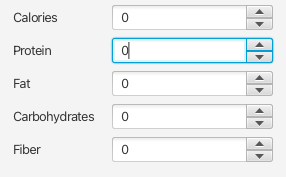 Calories 0
Protein 0
Fat 0
Carbohydrates 0
Fiber 0